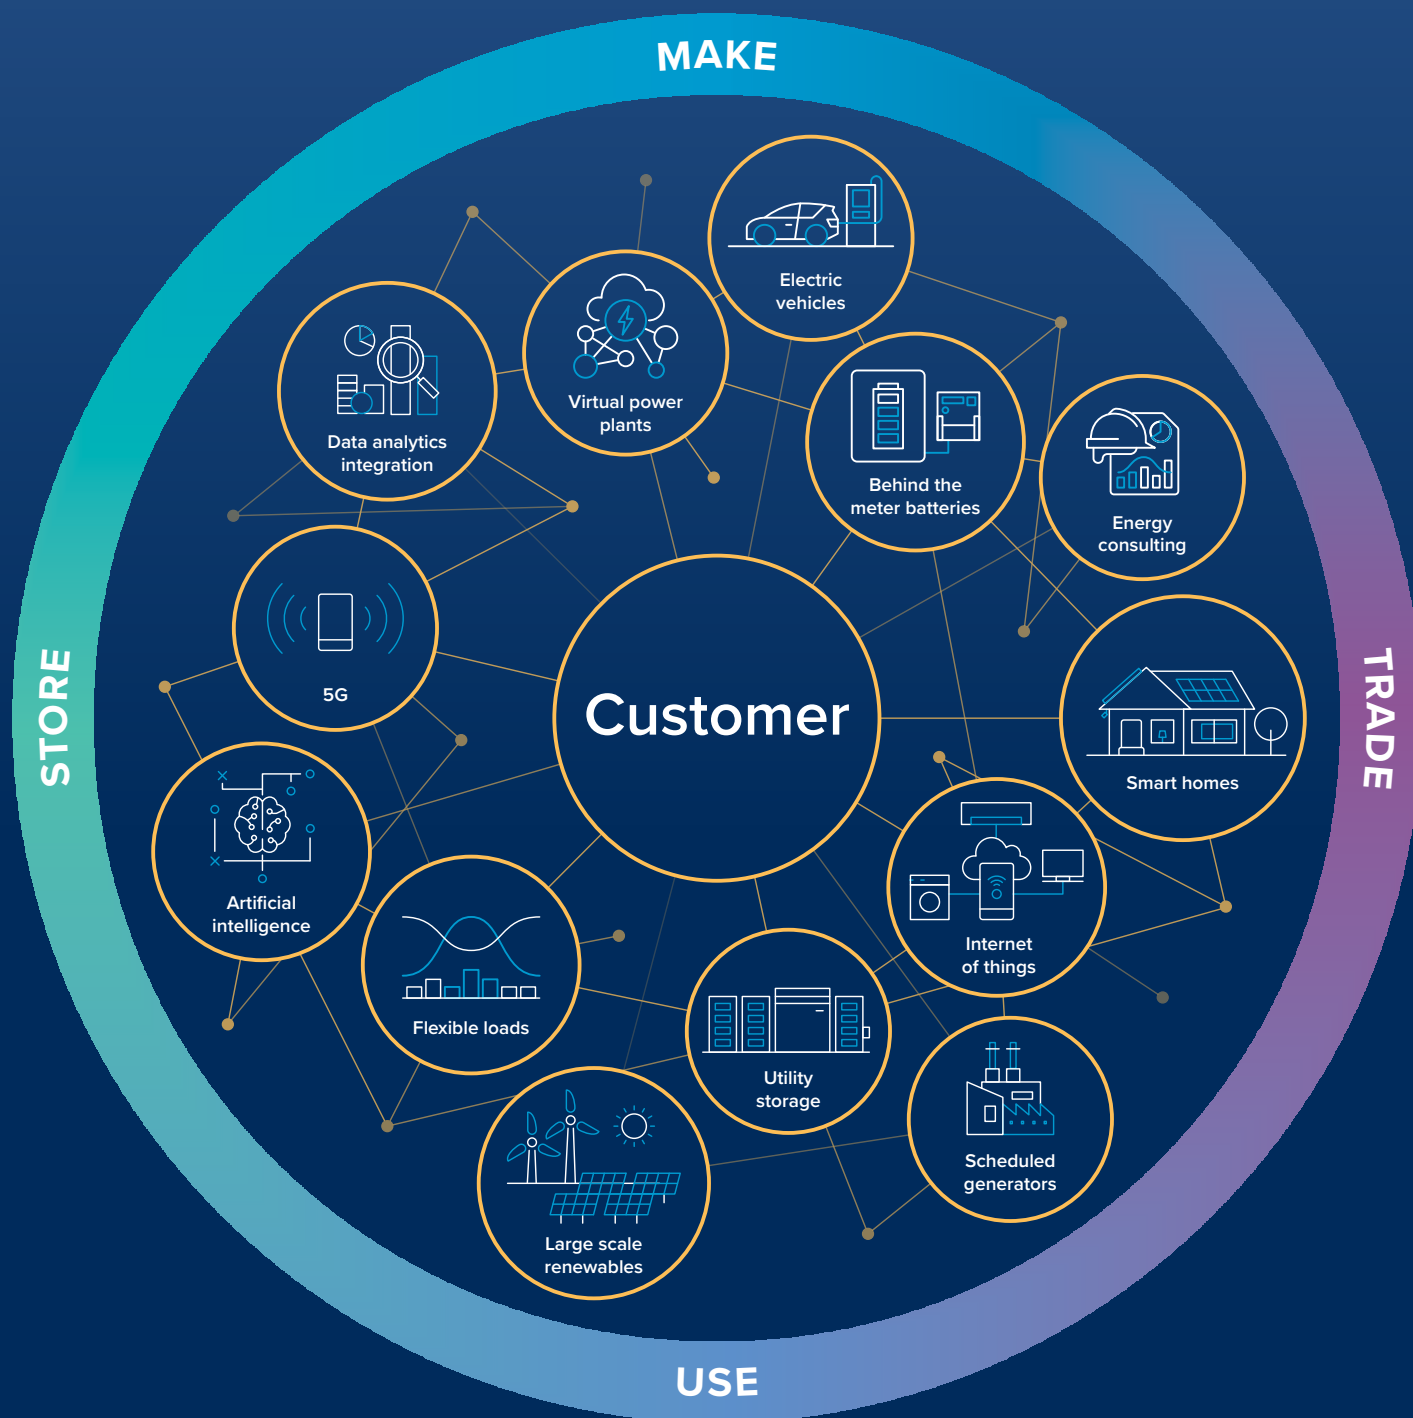 MAKE
Electric
vehicles
Virtual power
plants
Data analytics
integration
Behind the
meter batteries
Energy
consulting
5G
Customer
STORE
TRADE
Smart homes
Artificial
intelligence
Internet
of things
Flexible loads
Utility
storage
Scheduled
generators
Large scale
renewables
USE